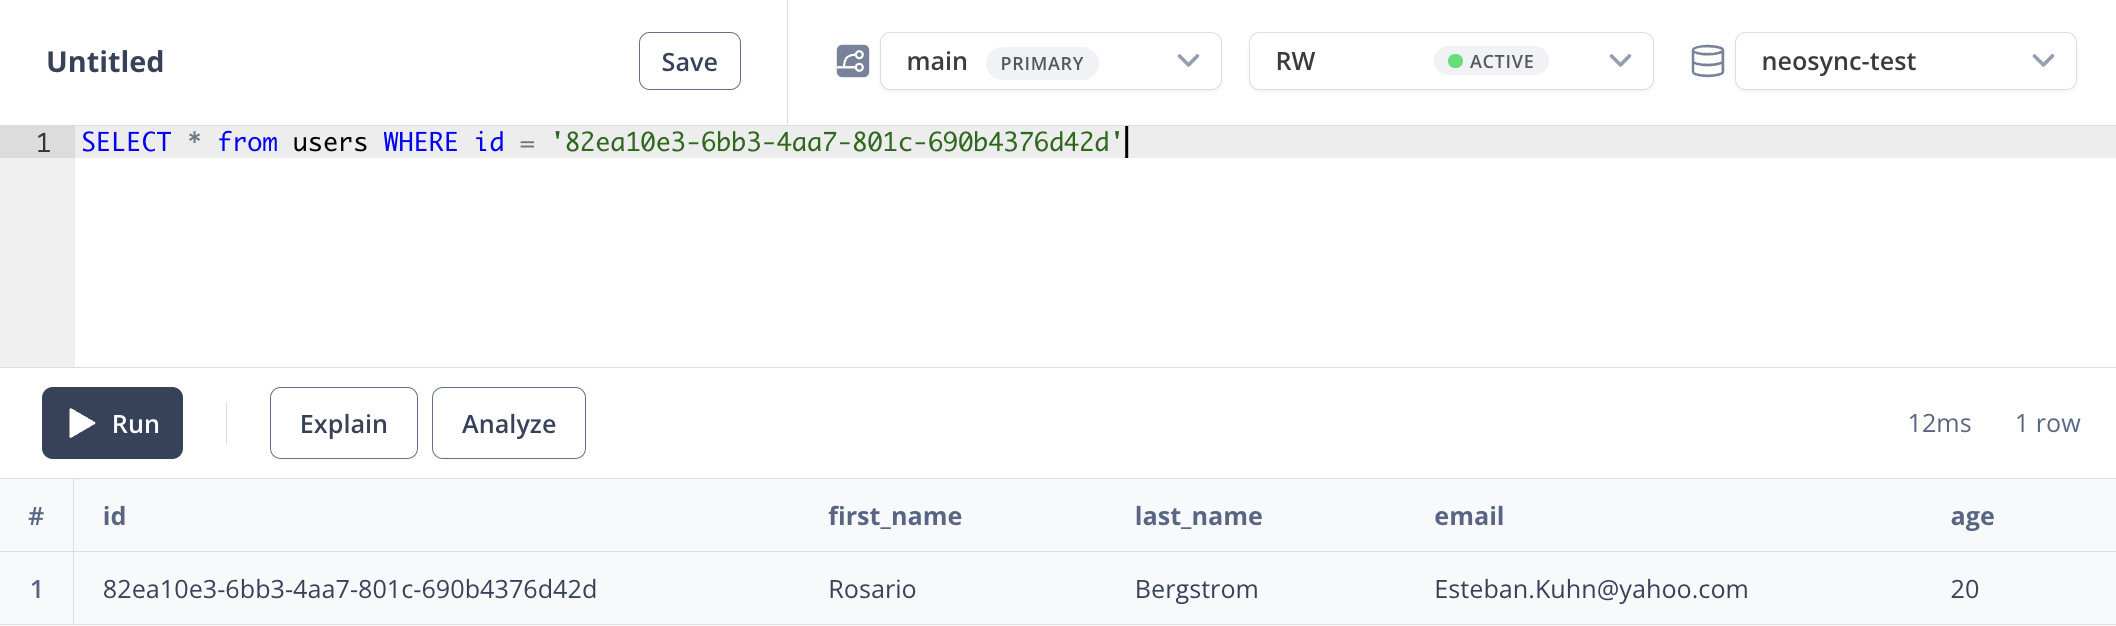 Untitled Save main PRIMARY RW ACTIVE neosync-test
1 SELECT * from users WHERE id = '82ea10e3-6bb3-4aa7-801c-690b4376d42d'
Run Explain Analyze 12ms 1 row
# id first_name last_name email age
1 82ea10e3-6bb3-4aa7-801c-690b4376d42d Rosario Bergstrom Esteban.Kuhn@yahoo.com 20